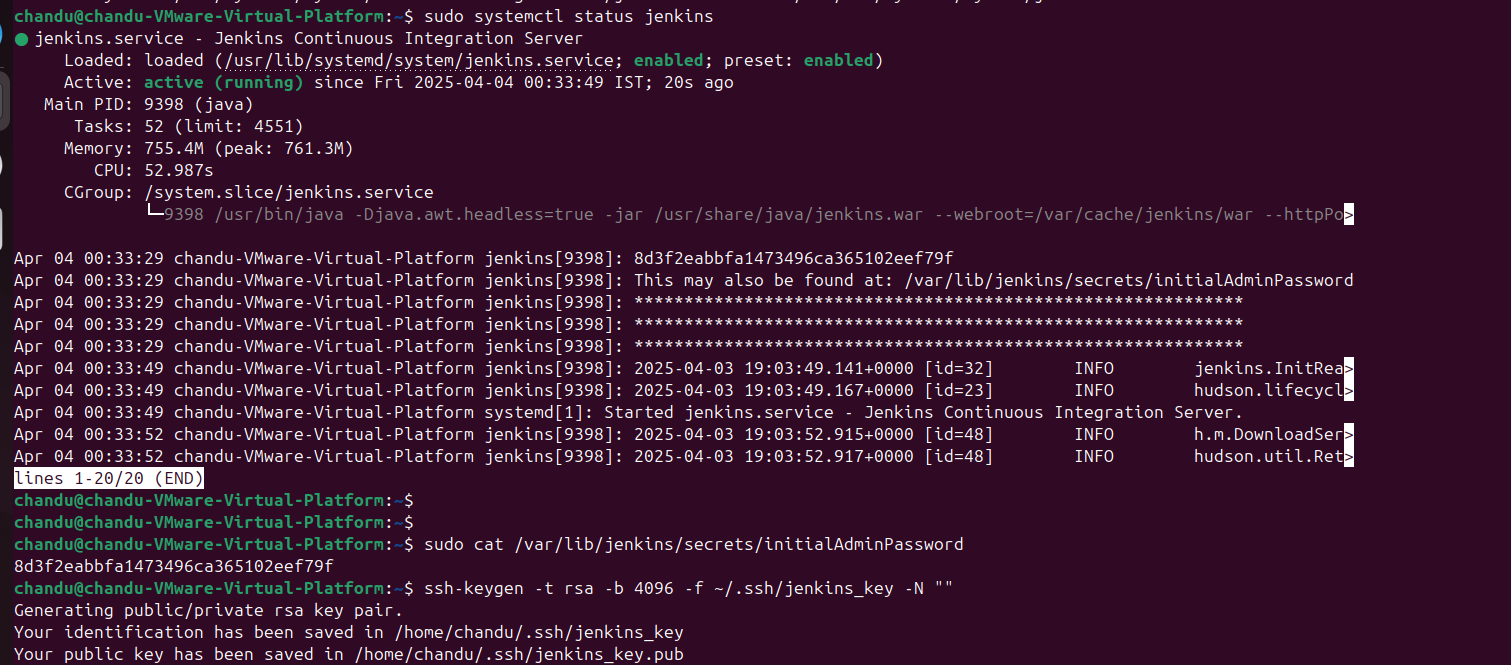 chandu@chandu-VMware-Virtual-Platform:~$ sudo systemctl status jenkins
● jenkins.service - Jenkins Continuous Integration Server
     Loaded: loaded (/usr/lib/systemd/system/jenkins.service; enabled; preset: enabled)
     Active: active (running) since Fri 2025-04-04 00:33:49 IST; 20s ago
   Main PID: 9398 (java)
      Tasks: 52 (limit: 4551)
     Memory: 755.4M (peak: 761.3M)
        CPU: 52.987s
     CGroup: /system.slice/jenkins.service
             └─9398 /usr/bin/java -Djava.awt.headless=true -jar /usr/share/java/jenkins.war --webroot=/var/cache/jenkins/war --httpPo>
Apr 04 00:33:29 chandu-VMware-Virtual-Platform jenkins[9398]: 8d3f2eabbfa1473496ca365102eef79f
Apr 04 00:33:29 chandu-VMware-Virtual-Platform jenkins[9398]: This may also be found at: /var/lib/jenkins/secrets/initialAdminPassword
Apr 04 00:33:29 chandu-VMware-Virtual-Platform jenkins[9398]: *************************************************************
Apr 04 00:33:29 chandu-VMware-Virtual-Platform jenkins[9398]: *************************************************************
Apr 04 00:33:29 chandu-VMware-Virtual-Platform jenkins[9398]: *************************************************************
Apr 04 00:33:49 chandu-VMware-Virtual-Platform jenkins[9398]: 2025-04-03 19:03:49.141+0000 [id=32]        INFO        jenkins.InitRea>
Apr 04 00:33:49 chandu-VMware-Virtual-Platform jenkins[9398]: 2025-04-03 19:03:49.167+0000 [id=23]        INFO        hudson.lifecycl>
Apr 04 00:33:49 chandu-VMware-Virtual-Platform systemd[1]: Started jenkins.service - Jenkins Continuous Integration Server.
Apr 04 00:33:52 chandu-VMware-Virtual-Platform jenkins[9398]: 2025-04-03 19:03:52.915+0000 [id=48]        INFO        h.m.DownloadSer>
Apr 04 00:33:52 chandu-VMware-Virtual-Platform jenkins[9398]: 2025-04-03 19:03:52.917+0000 [id=48]        INFO        hudson.util.Ret>
lines 1-20/20 (END)
chandu@chandu-VMware-Virtual-Platform:~$
chandu@chandu-VMware-Virtual-Platform:~$
chandu@chandu-VMware-Virtual-Platform:~$ sudo cat /var/lib/jenkins/secrets/initialAdminPassword
8d3f2eabbfa1473496ca365102eef79f
chandu@chandu-VMware-Virtual-Platform:~$ ssh-keygen -t rsa -b 4096 -f ~/.ssh/jenkins_key -N ""
Generating public/private rsa key pair.
Your identification has been saved in /home/chandu/.ssh/jenkins_key
Your public key has been saved in /home/chandu/.ssh/jenkins_key.pub